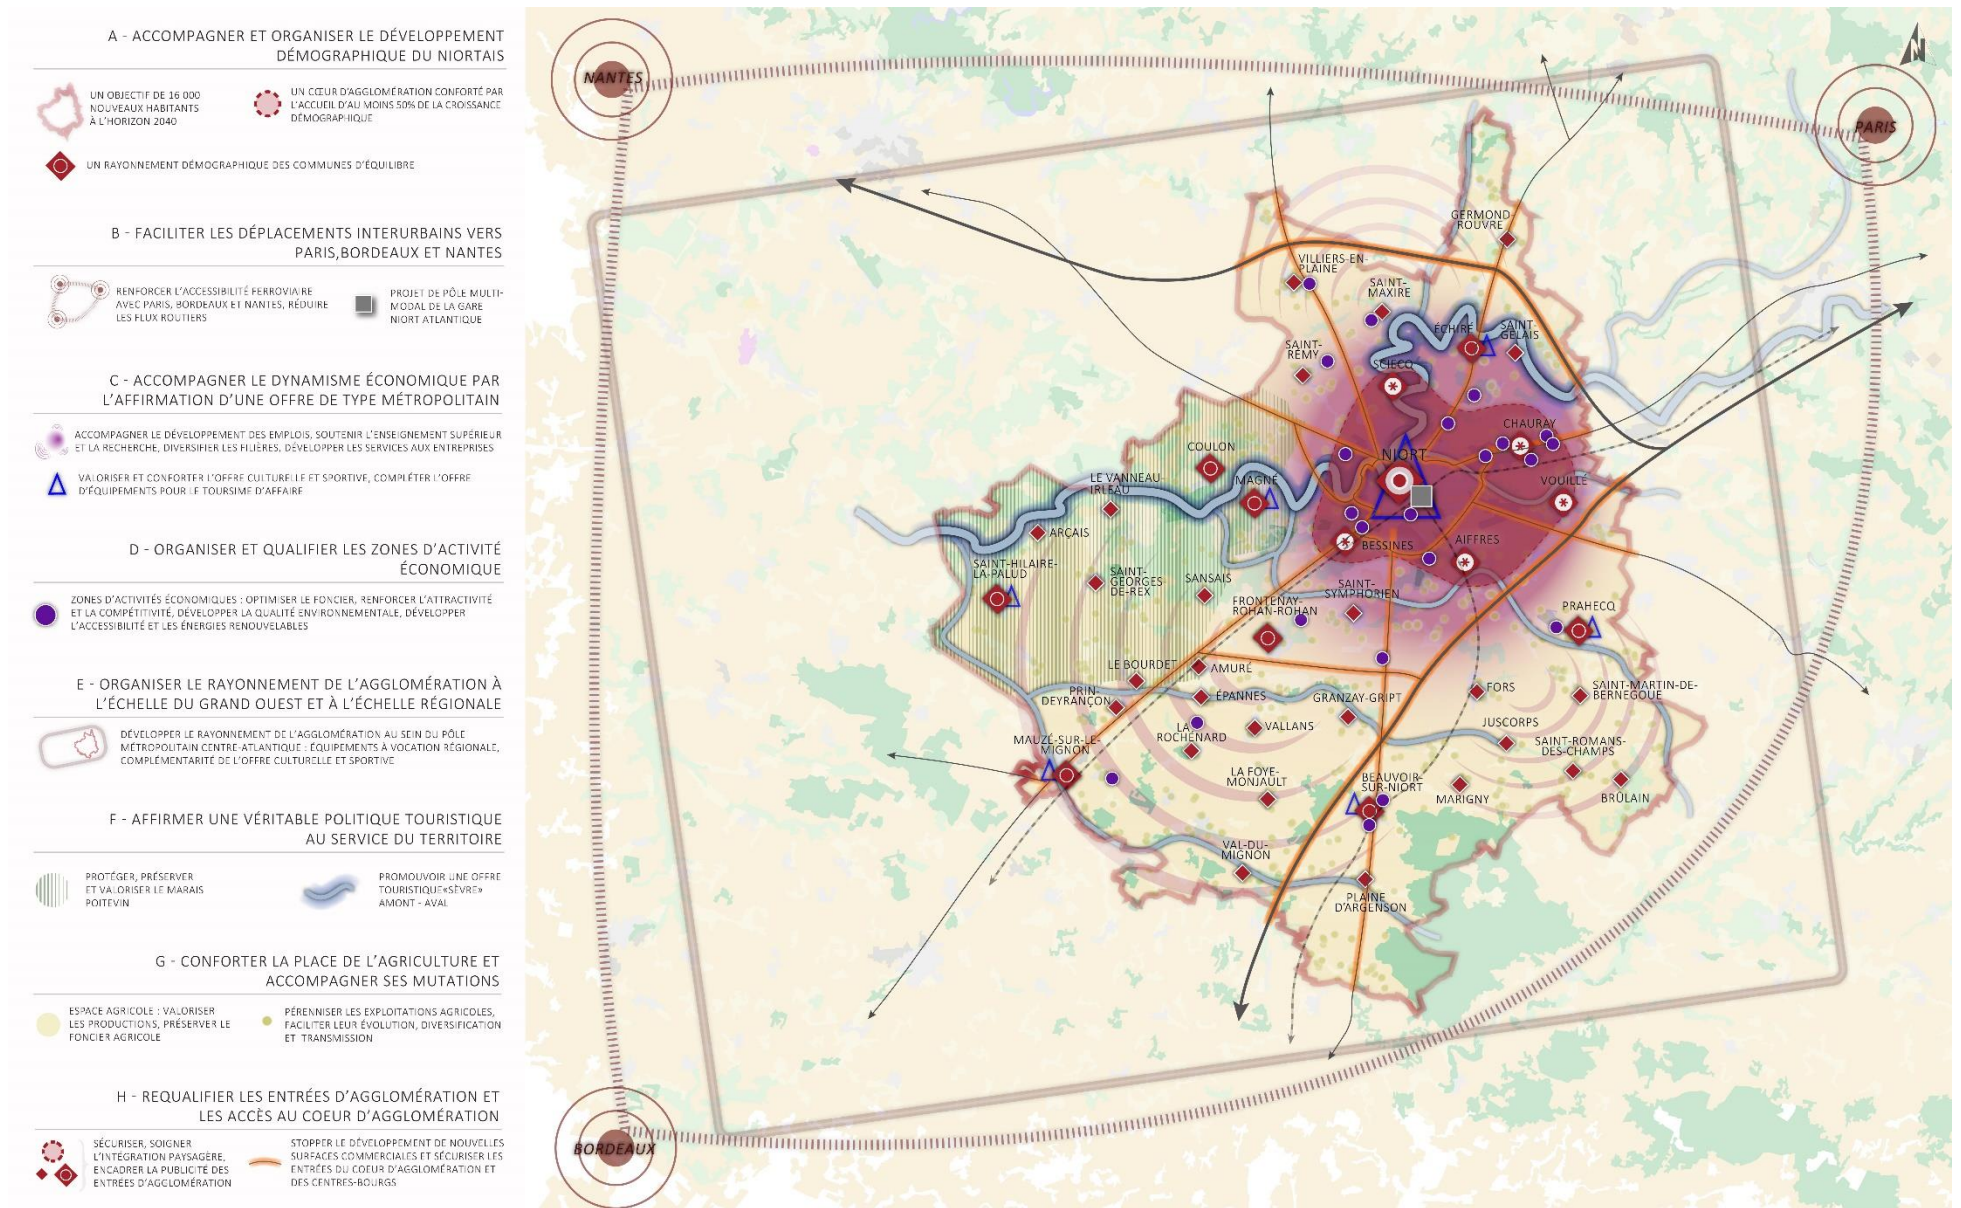 A - ACCOMPAGNER ET ORGANISER LE DÉVELOPPEMENT
DÉMOGRAPHIQUE DU NIORTAIS
UN OBJECTIF DE 16 000
NOUVEAUX HABITANTS
À L'HORIZON 2040
UN CŒUR D'AGGLOMÉRATION CONFORTÉ PAR
L'ACCUEIL D'AU MOINS 50% DE LA CROISSANCE
DÉMOGRAPHIQUE
UN RAYONNEMENT DÉMOGRAPHIQUE DES COMMUNES D'ÉQUILIBRE
B - FACILITER LES DÉPLACEMENTS INTERURBAINS VERS
PARIS,BORDEAUX ET NANTES
RENFORCER L'ACCESSIBILITÉ FERROVIAIRE
AVEC PARIS, BORDEAUX ET NANTES, RÉDUIRE
LES FLUX ROUTIERS
PROJET DE PÔLE MULTI-
MODAL DE LA GARE
NIORT ATLANTIQUE
C - ACCOMPAGNER LE DYNAMISME ÉCONOMIQUE PAR
L'AFFIRMATION D'UNE OFFRE DE TYPE MÉTROPOLITAIN
ACCOMPAGNER LE DÉVELOPPEMENT DES EMPLOIS, SOUTENIR L'ENSEIGNEMENT SUPÉRIEUR
ET LA RECHERCHE, DIVERSIFIER LES FILIÈRES, DÉVELOPPER LES SERVICES AUX ENTREPRISES
VALORISER ET CONFORTER L'OFFRE CULTURELLE ET SPORTIVE, COMPLÉTER L'OFFRE
D'ÉQUIPEMENTS POUR LE TOURSIME D'AFFAIRE
D - ORGANISER ET QUALIFIER LES ZONES D'ACTIVITÉ
ÉCONOMIQUE
ZONES D'ACTIVITÉS ÉCONOMIQUES : OPTIMISER LE FONCIER, RENFORCER L'ATTRACTIVITÉ
ET LA COMPÉTITIVITÉ, DÉVELOPPER LA QUALITÉ ENVIRONNEMENTALE, DÉVELOPPER
L'ACCESSIBILITÉ ET LES ÉNERGIES RENOUVELABLES
E - ORGANISER LE RAYONNEMENT DE L'AGGLOMÉRATION À
L'ÉCHELLE DU GRAND OUEST ET À L'ÉCHELLE RÉGIONALE
DÉVELOPPER LE RAYONNEMENT DE L'AGGLOMÉRATION AU SEIN DU PÔLE
MÉTROPOLITAIN CENTRE-ATLANTIQUE : ÉQUIPEMENTS À VOCATION RÉGIONALE,
COMPLÉMENTARITÉ DE L'OFFRE CULTURELLE ET SPORTIVE
F - AFFIRMER UNE VÉRITABLE POLITIQUE TOURISTIQUE
AU SERVICE DU TERRITOIRE
PROTÉGER, PRÉSERVER
ET VALORISER LE MARAIS
POITEVIN
PROMOUVOIR UNE OFFRE
TOURISTIQUE«SÈVRE»
AMONT - AVAL
G - CONFORTER LA PLACE DE L'AGRICULTURE ET
ACCOMPAGNER SES MUTATIONS
ESPACE AGRICOLE : VALORISER
LES PRODUCTIONS, PRÉSERVER LE
FONCIER AGRICOLE
PÉRENNISER LES EXPLOITATIONS AGRICOLES,
FACILITER LEUR ÉVOLUTION, DIVERSIFICATION
ET TRANSMISSION
H - REQUALIFIER LES ENTRÉES D'AGGLOMÉRATION ET
LES ACCÈS AU COEUR D'AGGLOMÉRATION
SÉCURISER, SOIGNER
L'INTÉGRATION PAYSAGÈRE,
ENCADRER LA PUBLICITÉ DES
ENTRÉES D'AGGLOMÉRATION
STOPPER LE DÉVELOPPEMENT DE NOUVELLES
SURFACES COMMERCIALES ET SÉCURISER LES
ENTRÉES DU COEUR D'AGGLOMÉRATION ET
DES CENTRES-BOURGS
NANTES
N
PARIS
GERMOND-
ROUVRE
VILLIERS-EN-
PLAINE
SAINT-
MAXIRE
ÉCHIRÉ
SAINT-
GELAIS
SAINT-
RÉMY
SCIECQ
CHAURAY
COULON
NIORT
LE VANNEAU-
IRLEAU
MAGNÉ
VOUILLÉ
ARÇAIS
BESSINES
AIFFRES
SAINT-HILAIRE-
LA-PALUD
SAINT-
GEORGES-
DE-REX
SANSAIS
SAINT-
SYMPHORIEN
FRONTENAY-
ROHAN-ROHAN
PRAHECQ
LE BOURDET
AMURÉ
PRIN-
DEYRANÇON
ÉPANNES
GRANZAY-GRIPT
FORS
SAINT-MARTIN-DE-
BERNEGOUE
LA
ROCHÉNARD
VALLANS
JUSCORPS
MAUZÉ-SUR-LE-
MIGNON
SAINT-ROMANS-
DES-CHAMPS
LA FOYE-
MONJAULT
BEAUVOIR-
SUR-NIORT
MARIGNY
BRÛLAIN
VAL-DU-
MIGNON
PLAINE
D'ARGENSON
BORDEAUX